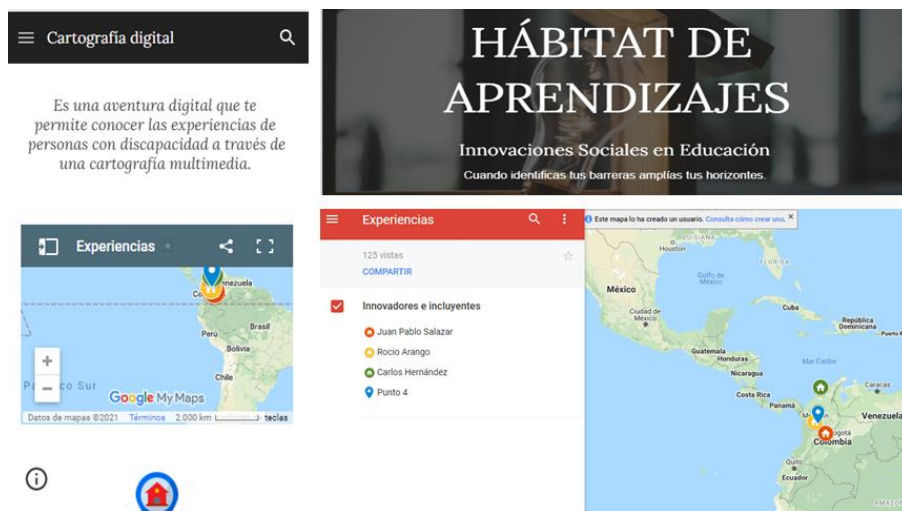 Cartografía digital
Es una aventura digital que te
permite conocer las experiencias de
personas con discapacidad a través de
una cartografía multimedia.
Experiencias
Perú
Brasil
Bolivia
Chile
Google My Maps
Datos de mapas ©2021 Términos 2.000 km teclas
HÁBITAT DE
APRENDIZAJES
Innovaciones Sociales en Educación
Cuando identificas tus barreras amplías tus horizontes.
Experiencias
125 vistas
COMPARTIR
Innovadores e incluyentes
Juan Pablo Salazar
Rocio Arango
Carlos Hernández
Punto 4
Este mapa lo ha creado un usuario. Consulta cómo crear uno.
Houston
FLORIDA
Golfo de
México
México
Ciudad de
México
Cuba
República
Dominicana
Puerto
Guatemala
Honduras
Mar Caribe
Nicaragua
Caracas
Costa Rica
Panamá
Venezuela
Colombia
Quito
Ecuador